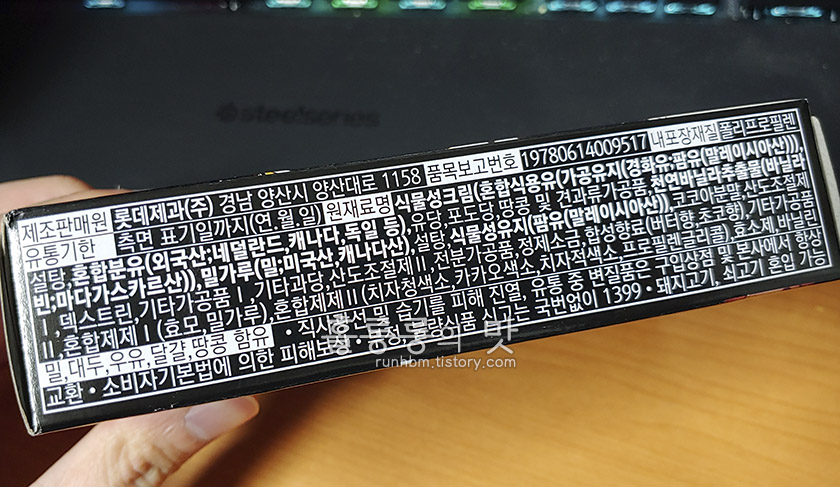 steelseries
제조판매원 롯데제과(주) 경남 양산시 양산대로 1158 품목보고번호 19780614009517 내포장재질 폴리프로필렌
유통기한 측면 표기일까지(연.월.일) 원재료명 식물성크림(혼합식용유(가공유지(경화유;팜유(말레이시아산))),
설탕, 혼합분유(외국산;네덜란드, 캐나다, 독일 등), 유당, 포도당, 땅콩 및 견과류가공품, 천연바닐라추출물(바닐라
빈;마다가스카르산)), 밀가루(밀;미국산, 캐나다산), 설탕, 식물성유지(팜유(말레이시아산)), 코코아분말, 산도조절제
Ⅰ, 덱스트린, 기타가공품Ⅰ, 기타과당, 산도조절제Ⅱ, 전분가공품, 정제소금, 합성향료(버터향, 초코향), 기타가공품
Ⅱ, 혼합제제Ⅰ(효모, 밀가루), 혼합제제Ⅱ(치자청색소, 카카오색소, 치자적색소, 프로필렌글리콜), 효소제, 바닐린
밀, 대두, 우유, 달걀, 땅콩 함유 • 직사광선 및 습기를 피해 진열, 유통 중 변질품은 구입상점 및 본사에서 항상
교환 • 소비자기본법에 의한 피해보상 • 부정, 불량식품 신고는 국번없이 1399 • 돼지고기, 쇠고기 혼입 가능
룡룡의 맛
runhbm.tistory.com